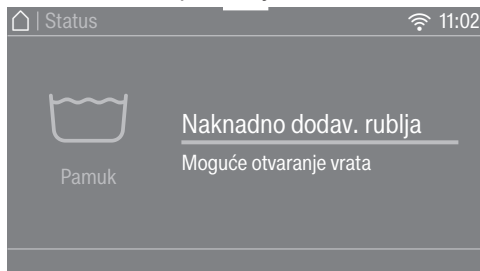 | Status 11:02
Naknadno dodav. rublja
Moguće otvaranje vrata
Pamuk